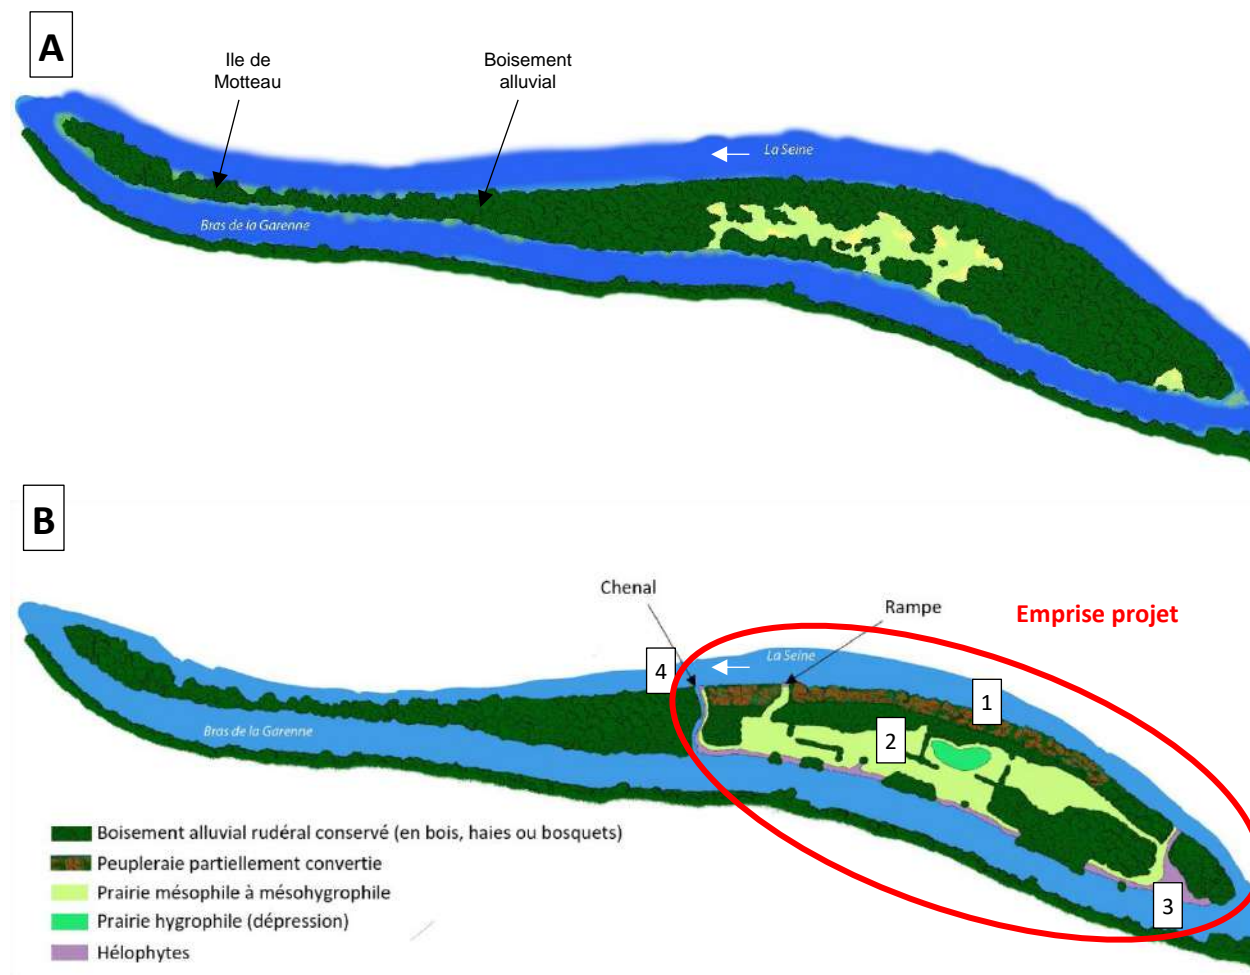 A
Ile de
Motteau
Boisement
alluvial
La Seine
Bras de la Garenne
B
Chenal
Rampe
Emprise projet
4
La Seine
1
Bras de la Garenne
2
Boisement alluvial rudéral conservé (en bois, haies ou bosquets)
Peupleraie partiellement convertie
Prairie mésophile à mésohygrophile
3
Prairie hygrophile (dépression)
Hélophytes